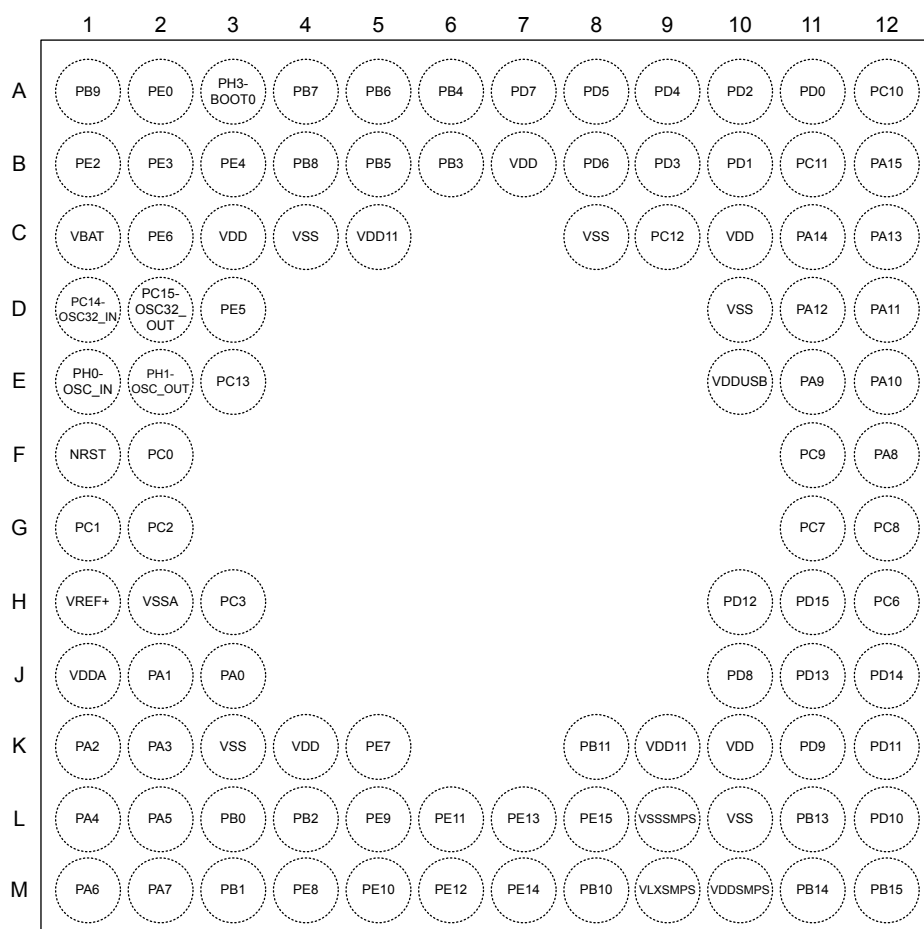 1 2 3 4 5 6 7 8 9 10 11 12
A PB9 PE0 PH3-BOOT0 PB7 PB6 PB4 PD7 PD5 PD4 PD2 PD0 PC10
B PE2 PE3 PE4 PB8 PB5 PB3 VDD PD6 PD3 PD1 PC11 PA15
C VBAT PE6 VDD VSS VDD11 VSS PC12 VDD PA14 PA13
D PC14-OSC32_IN PC15-OSC32_OUT PE5 VSS PA12 PA11
E PH0-OSC_IN PH1-OSC_OUT PC13 VDDUSB PA9 PA10
F NRST PC0 PC9 PA8
G PC1 PC2 PC7 PC8
H VREF+ VSSA PC3 PD12 PD15 PC6
J VDDA PA1 PA0 PD8 PD13 PD14
K PA2 PA3 VSS VDD PE7 PB11 VDD11 VDD PD9 PD11
L PA4 PA5 PB0 PB2 PE9 PE11 PE13 PE15 VSSSMPS VSS PB13 PD10
M PA6 PA7 PB1 PE8 PE10 PE12 PE14 PB10 VLXSMPS VDDSMPS PB14 PB15